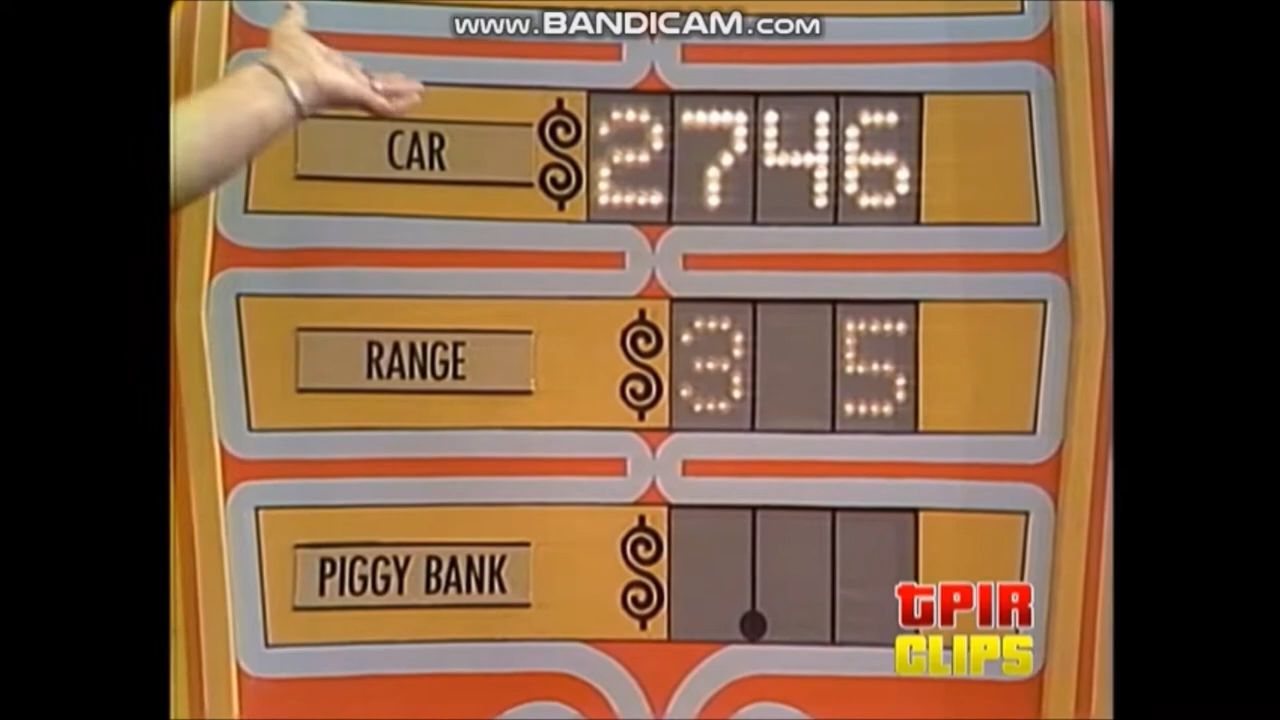 www.BANDICAM.com
CAR $ 2746
RANGE $ 3 5
PIGGY BANK $ .
tPIR
CLIPS